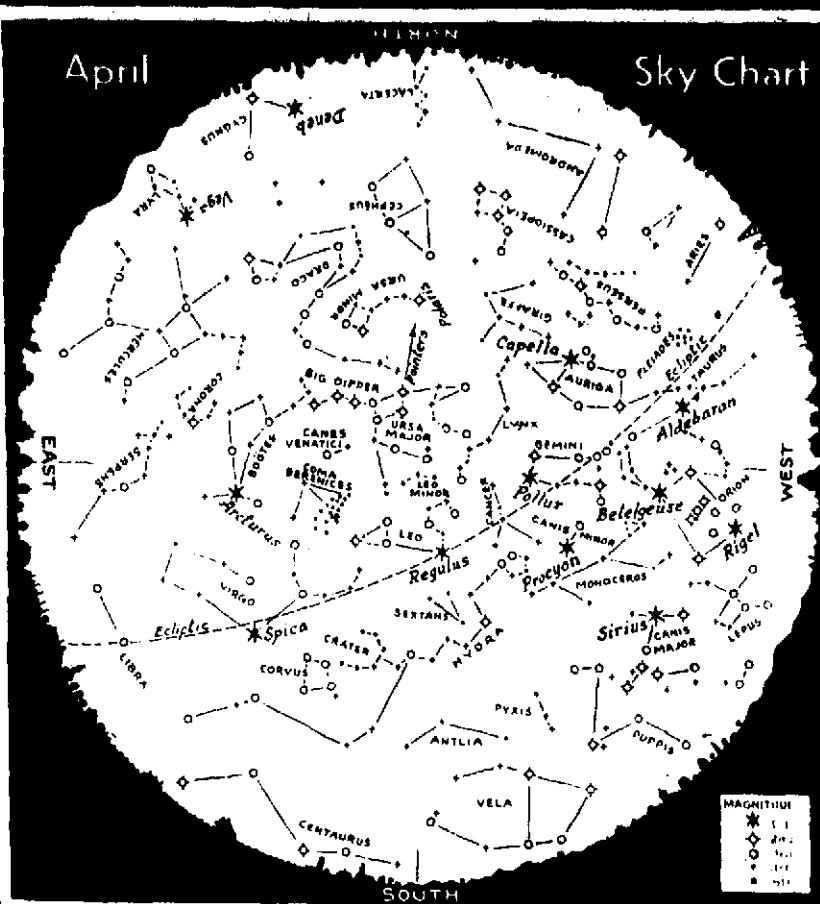 NORTH
April
Sky Chart
LACERTA
CYGNUS
Deneb
ANDROMEDA
LYRA
Vega
CEPHEUS
CASSIOPEIA
ARIES
DRACO
URSA
MINOR
Polaris
GIRAFFE
PERSEUS
HERCULES
Pointers
Capella
PLEIADES
Ecliptic
TAURUS
CORONA
BIG DIPPER
AURIGA
Aldebaran
SERPENS
BOOTES
CANES
VENATICI
URSA
MAJOR
LYNX
GEMINI
EAST
WEST
COMA
BERENICES
LEO
MINOR
CANCER
Pollux
Betelgeuse
ORION
Arcturus
LEO
Regulus
CANIS
MINOR
Procyon
Rigel
VIRGO
MONOCEROS
SEXTANS
Ecliptic
Spica
Sirius
CANIS
MAJOR
LEPUS
LIBRA
CRATER
HYDRA
CORVUS
PYXIS
ANTLIA
PUPPIS
VELA
CENTAURUS
MAGNITUDE
SOUTH